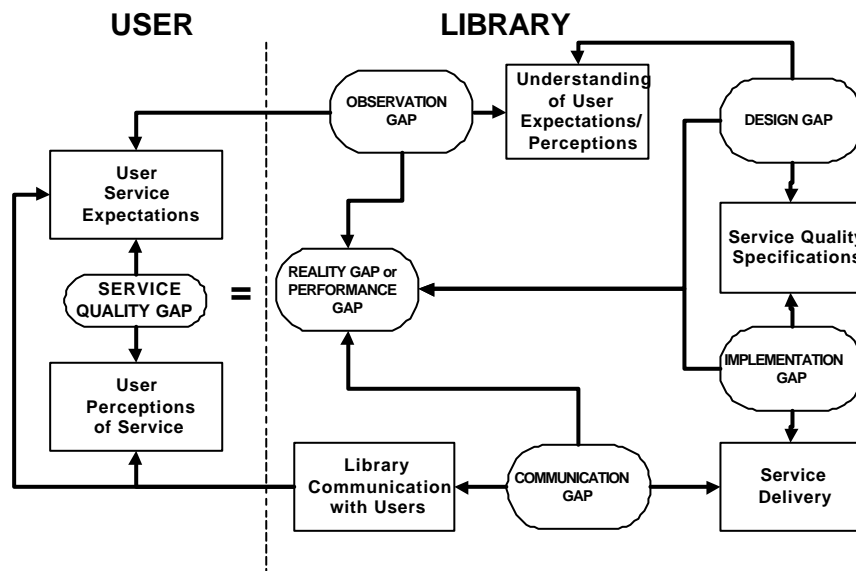 USER
LIBRARY
OBSERVATION
GAP
Understanding
of User
Expectations/
Perceptions
DESIGN GAP
User
Service
Expectations
Service Quality
Specifications
SERVICE
QUALITY GAP
=
REALITY GAP or
PERFORMANCE
GAP
IMPLEMENTATION
GAP
User
Perceptions
of Service
Library
Communication
with Users
COMMUNICATION
GAP
Service
Delivery